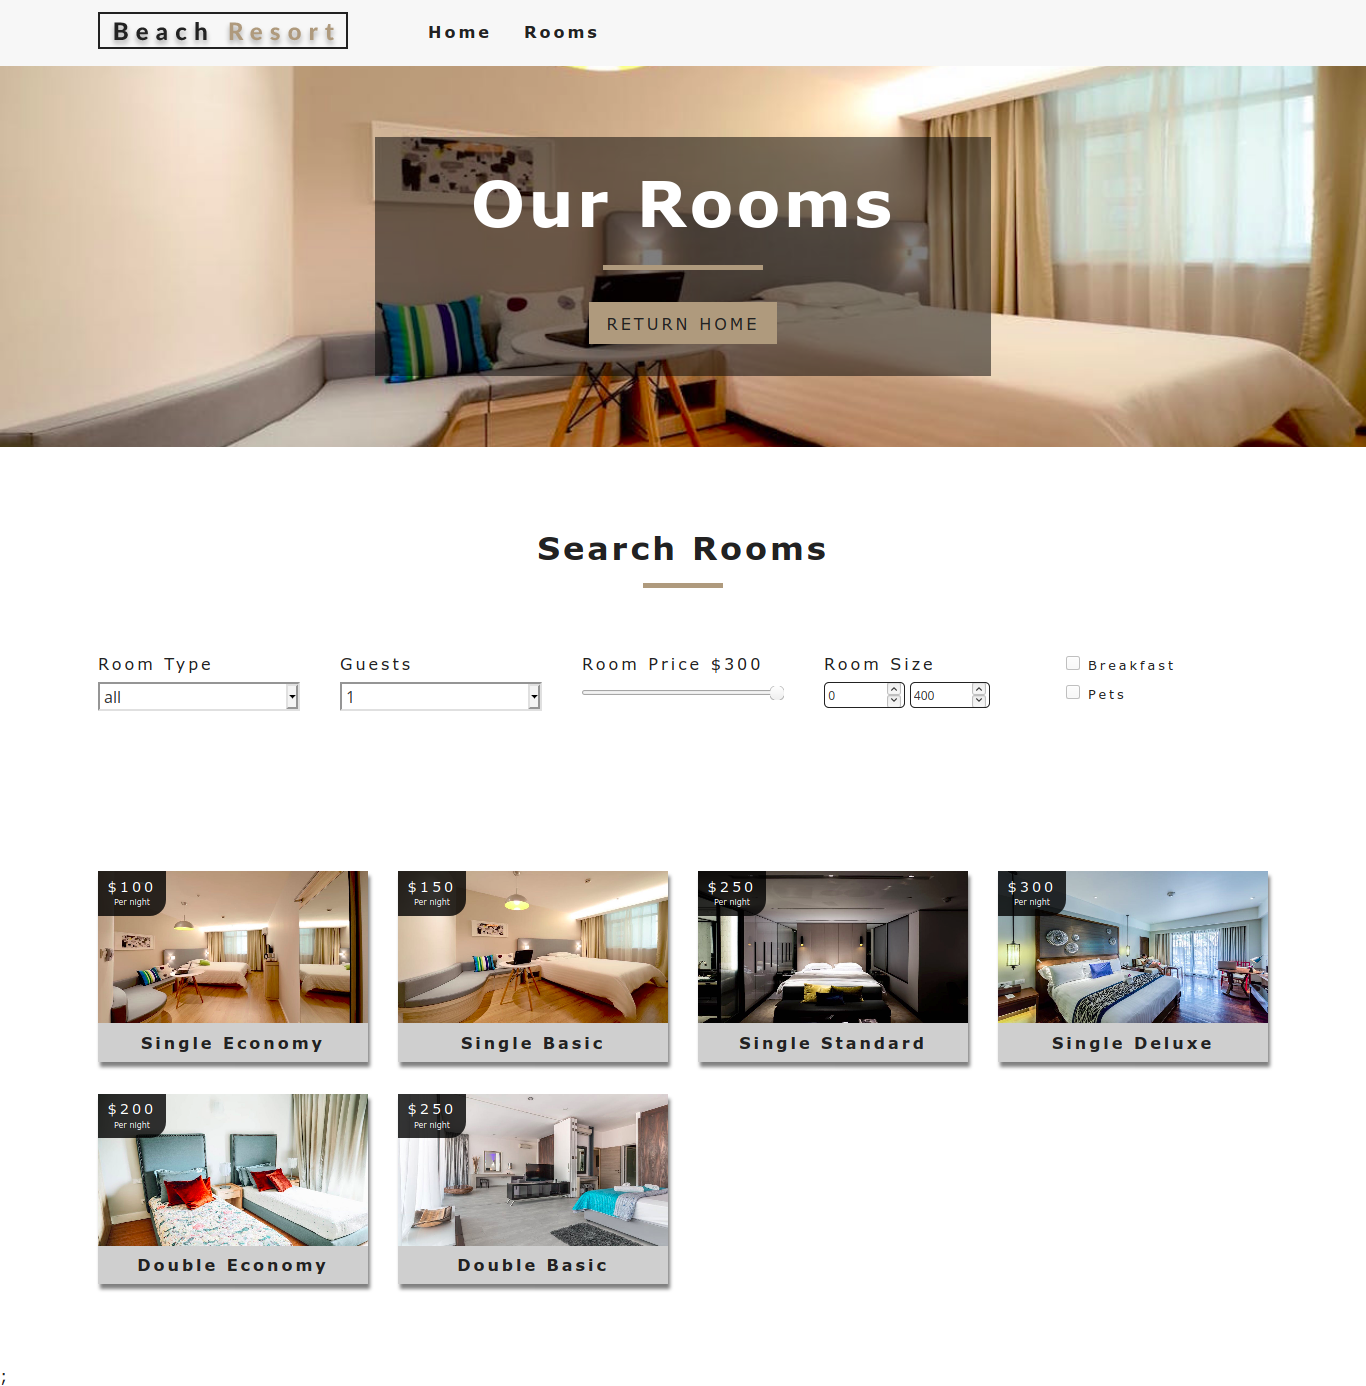 Beach Resort
Home Rooms
Our Rooms
RETURN HOME
Search Rooms
Room Type
Guests
Room Price $300
Room Size
Breakfast
all
1
0
400
Pets
$100
Per night
$150
Per night
$250
Per night
$300
Per night
Single Economy
Single Basic
Single Standard
Single Deluxe
$200
Per night
$250
Per night
Double Economy
Double Basic
;